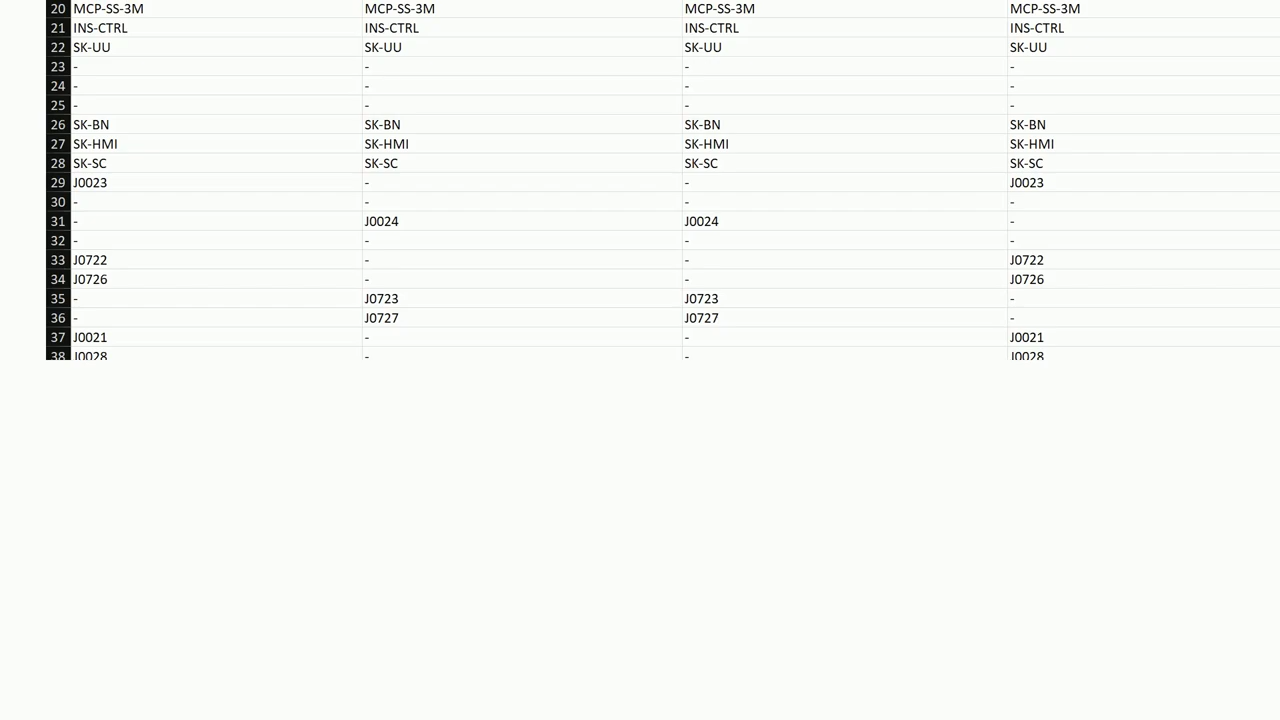 20 MCP-SS-3M MCP-SS-3M MCP-SS-3M MCP-SS-3M
21 INS-CTRL INS-CTRL INS-CTRL INS-CTRL
22 SK-UU SK-UU SK-UU SK-UU
23 - - - -
24 - - - -
25 - - - -
26 SK-BN SK-BN SK-BN SK-BN
27 SK-HMI SK-HMI SK-HMI SK-HMI
28 SK-SC SK-SC SK-SC SK-SC
29 J0023 - - J0023
30 - - - -
31 - J0024 J0024 -
32 - - - -
33 J0722 - - J0722
34 J0726 - - J0726
35 - J0723 J0723 -
36 - J0727 J0727 -
37 J0021 - - J0021
38 J0028 - - J0028